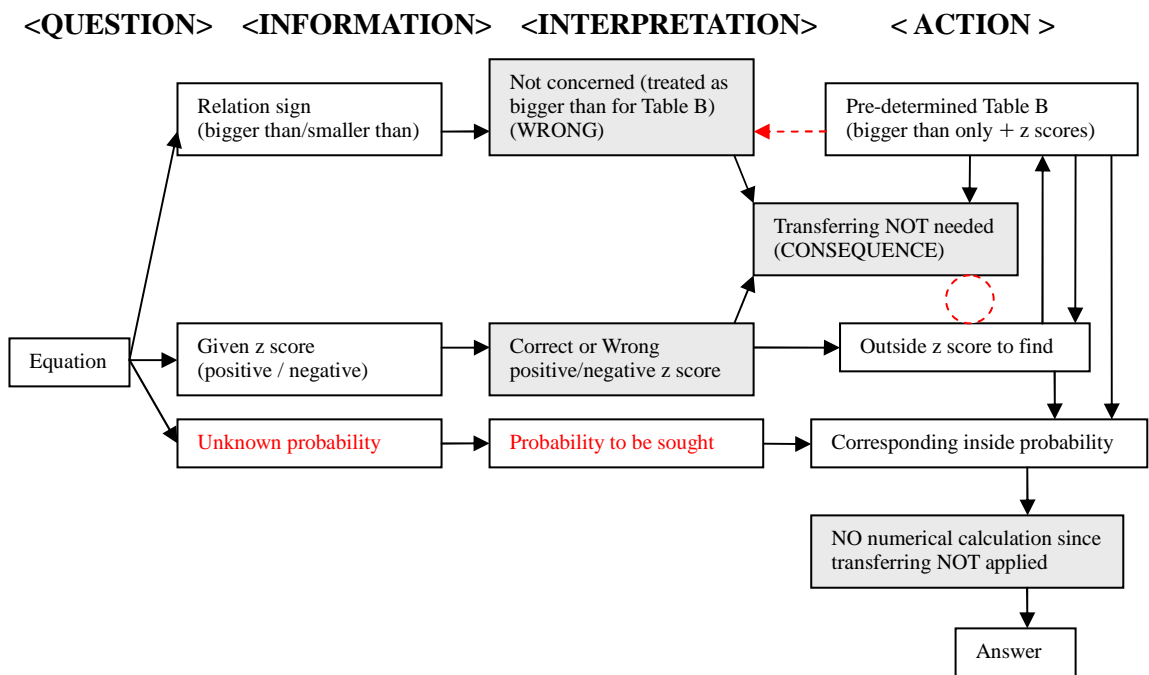 <QUESTION> <INFORMATION> <INTERPRETATION> < ACTION >
Relation sign
(bigger than/smaller than)
Not concerned (treated as
bigger than for Table B)
(WRONG)
Pre-determined Table B
(bigger than only + z scores)
Transferring NOT needed
(CONSEQUENCE)
Equation
Given z score
(positive / negative)
Correct or Wrong
positive/negative z score
Outside z score to find
Unknown probability
Probability to be sought
Corresponding inside probability
NO numerical calculation since
transferring NOT applied
Answer